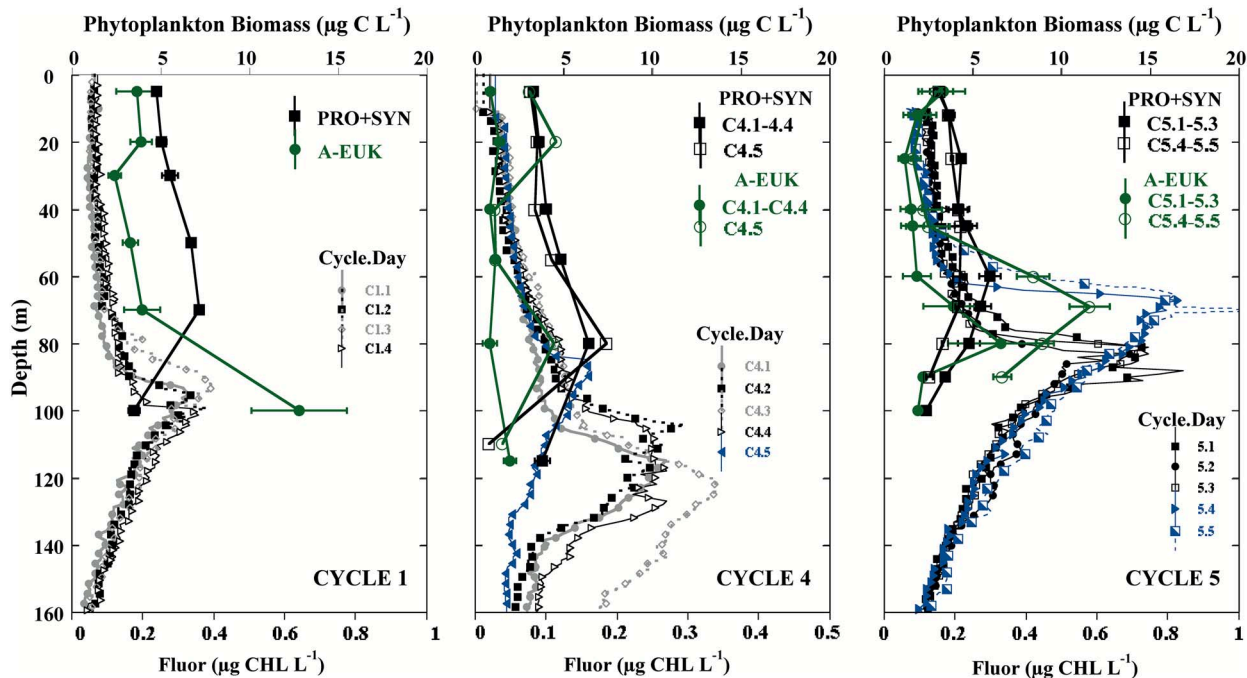 Phytoplankton Biomass (µg C L⁻¹)
0 5 10 15 20
PRO+SYN
A-EUK
Cycle.Day
C1.1
C1.2
C1.3
C1.4
CYCLE 1
Depth (m)
0
20
40
60
80
100
120
140
160
0 0.2 0.4 0.6 0.8 1
Fluor (µg CHL L⁻¹)
Phytoplankton Biomass (µg C L⁻¹)
0 5 10 15 20
PRO+SYN
C4.1-4.4
C4.5
A-EUK
C4.1-C4.4
C4.5
Cycle.Day
C4.1
C4.2
C4.3
C4.4
C4.5
CYCLE 4
0 0.1 0.2 0.3 0.4 0.5
Fluor (µg CHL L⁻¹)
Phytoplankton Biomass (µg C L⁻¹)
0 5 10 15 20
PRO+SYN
C5.1-5.3
C5.4-5.5
A-EUK
C5.1-5.3
C5.4-5.5
Cycle.Day
5.1
5.2
5.3
5.4
5.5
CYCLE 5
0 0.2 0.4 0.6 0.8 1
Fluor (µg CHL L⁻¹)